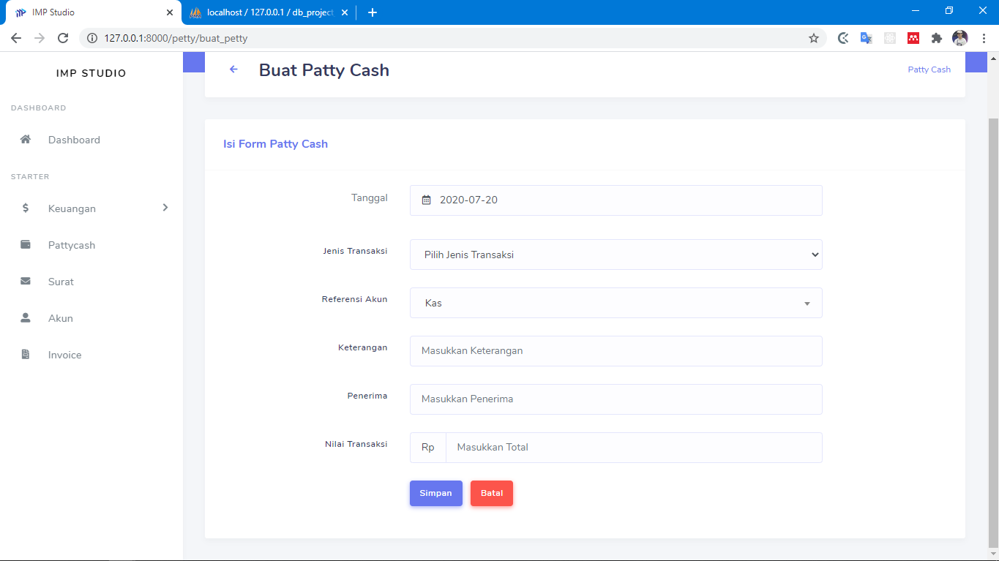 IMP Studio
localhost / 127.0.0.1 / db_project
127.0.0.1:8000/petty/buat_petty
IMP STUDIO
DASHBOARD
Dashboard
STARTER
Keuangan
Pattycash
Surat
Akun
Invoice
Buat Patty Cash
Patty Cash
Isi Form Patty Cash
Tanggal
2020-07-20
Jenis Transaksi
Pilih Jenis Transaksi
Referensi Akun
Kas
Keterangan
Masukkan Keterangan
Penerima
Masukkan Penerima
Nilai Transaksi
Rp
Masukkan Total
Simpan
Batal